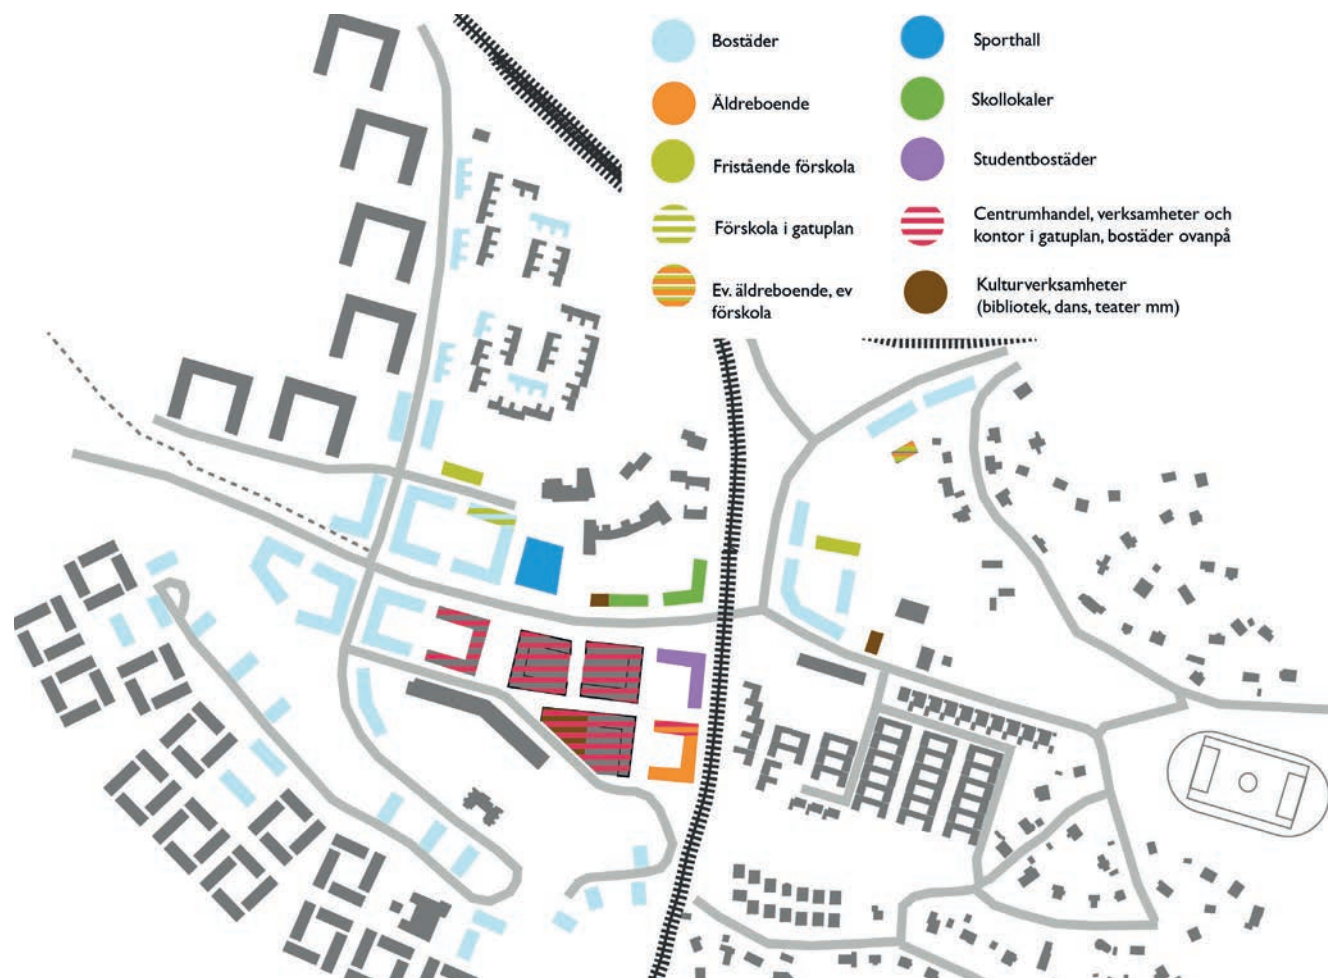 Bostäder
Äldreboende
Fristående förskola
Förskola i gatuplan
Ev. äldreboende, ev
förskola
Sporthall
Skollokaler
Studentbostäder
Centrumhandel, verksamheter och
kontor i gatuplan, bostäder ovanpå
Kulturverksamheter
(bibliotek, dans, teater mm)